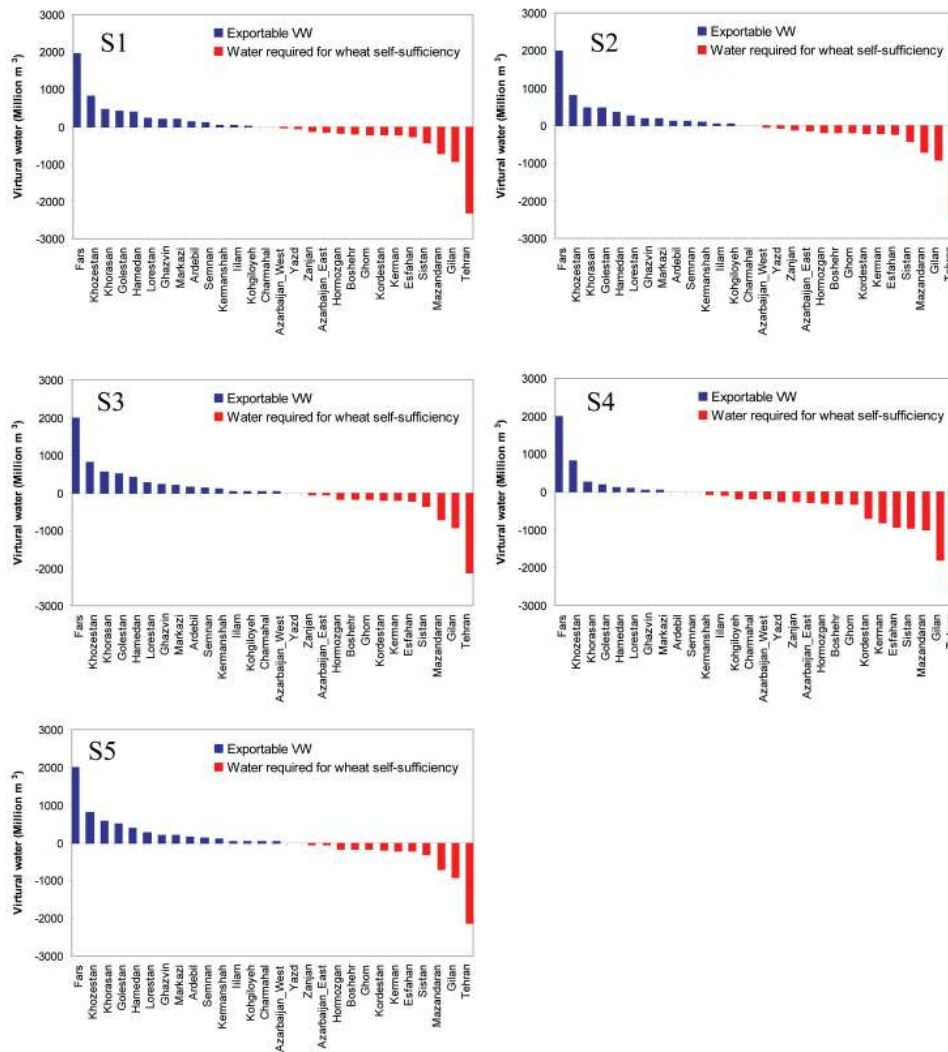 S1
Exportable VW
Water required for wheat self-sufficiency
Virtural water (Million m³)
3000
2000
1000
0
-1000
-2000
-3000
Fars
Khozestan
Khorasan
Golestan
Hamedan
Lorestan
Ghazvin
Markazi
Ardebil
Semnan
Kermanshah
Iilam
Kohgiloyeh
Charmahal
Azarbaijan_West
Yazd
Zanjan
Azarbaijan_East
Hormozgan
Boshehr
Ghom
Kordestan
Kerman
Esfahan
Sistan
Mazandaran
Gilan
Tehran
S2
Exportable VW
Water required for wheat self-sufficiency
Virtual water (Million m³)
3000
2000
1000
0
-1000
-2000
-3000
Fars
Khozestan
Khorasan
Golestan
Hamedan
Lorestan
Ghazvin
Markazi
Ardebil
Semnan
Kermanshah
Iilam
Kohgiloyeh
Charmahal
Azarbaijan_West
Yazd
Zanjan
Azarbaijan_East
Hormozgan
Boshehr
Ghom
Kordestan
Kerman
Esfahan
Sistan
Mazandaran
Gilan
S3
Exportable VW
Water required for wheat self-sufficiency
Virtual water (Million m³)
3000
2000
1000
0
-1000
-2000
-3000
Fars
Khozestan
Khorasan
Golestan
Hamedan
Lorestan
Ghazvin
Markazi
Ardebil
Semnan
Kermanshah
Iilam
Kohgiloyeh
Charmahal
Azarbaijan_West
Yazd
Zanjan
Azarbaijan_East
Hormozgan
Boshehr
Ghom
Kordestan
Kerman
Esfahan
Sistan
Mazandaran
Gilan
Tehran
S4
Exportable VW
Water required for wheat self-sufficiency
Virtual water (Million m³)
3000
2000
1000
0
-1000
-2000
-3000
Fars
Khozestan
Khorasan
Golestan
Hamedan
Lorestan
Ghazvin
Markazi
Ardebil
Semnan
Kermanshah
Iilam
Kohgiloyeh
Charmahal
Azarbaijan_West
Yazd
Zanjan
Azarbaijan_East
Hormozgan
Boshehr
Ghom
Kordestan
Kerman
Esfahan
Sistan
Mazandaran
Gilan
S5
Exportable VW
Water required for wheat self-sufficiency
Virtual water (Million m³)
3000
2000
1000
0
-1000
-2000
-3000
Fars
Khozestan
Khorasan
Golestan
Hamedan
Lorestan
Ghazvin
Markazi
Ardebil
Semnan
Kermanshah
Iilam
Kohgiloyeh
Charmahal
Azarbaijan_West
Yazd
Zanjan
Azarbaijan_East
Hormozgan
Boshehr
Ghom
Kordestan
Kerman
Esfahan
Sistan
Mazandaran
Gilan
Tehran